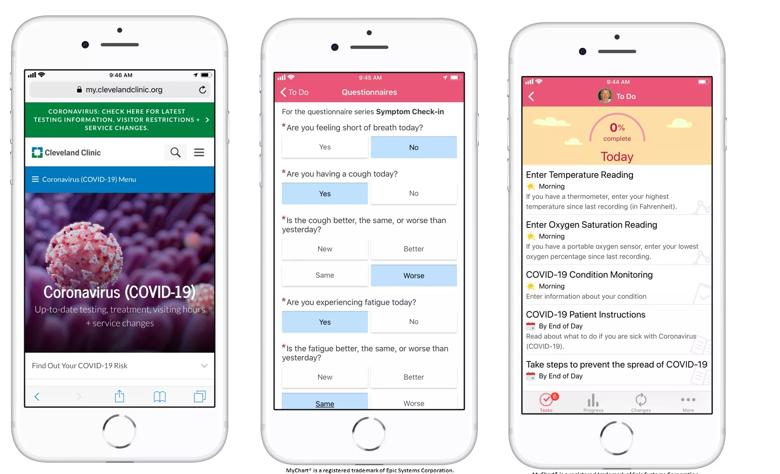 9:46 AM
my.clevelandclinic.org
CORONAVIRUS: CHECK HERE FOR LATEST
TESTING INFORMATION, VISITOR RESTRICTIONS +
SERVICE CHANGES.
Cleveland Clinic
Coronavirus (COVID-19) Menu
Coronavirus (COVID-19)
Up-to-date testing, treatment, visiting hours
+ service changes
Find Out Your COVID-19 Risk
9:45 AM
To Do
Questionnaires
For the questionnaire series Symptom Check-in
*Are you feeling short of breath today?
Yes No
*Are you having a cough today?
Yes No
*Is the cough better, the same, or worse than
yesterday?
New Better
Same Worse
*Are you experiencing fatigue today?
Yes No
*Is the fatigue better, the same, or worse than
yesterday?
New Better
Same Worse
MyChart® is a registered trademark of Epic Systems Corporation.
9:44 AM
To Do
0%
complete
Today
Enter Temperature Reading
Morning
If you have a thermometer, enter your highest
temperature since last recording (in Fahrenheit).
Enter Oxygen Saturation Reading
Morning
If you have a portable oxygen sensor, enter your lowest
oxygen percentage since last recording.
COVID-19 Condition Monitoring
Morning
Enter information about your condition
COVID-19 Patient Instructions
By End of Day
Read about what to do if you are sick with Coronavirus
(COVID-19).
Take steps to prevent the spread of COVID-19
By End of Day
Tasks Progress Changes More